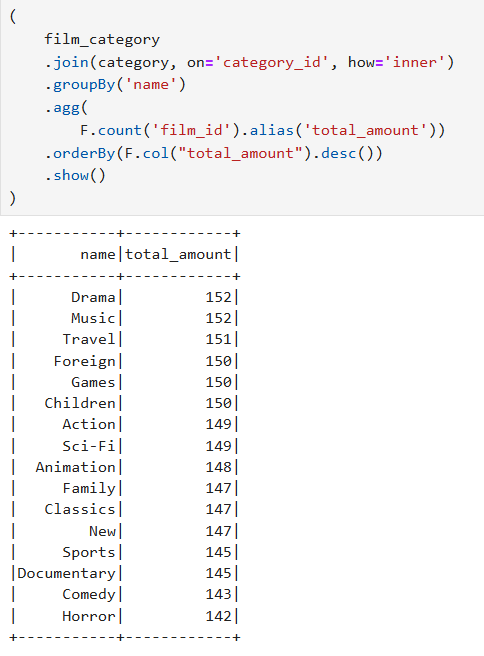 (
    film_category
    .join(category, on='category_id', how='inner')
    .groupBy('name')
    .agg(
        F.count('film_id').alias('total_amount'))
    .orderBy(F.col("total_amount").desc())
    .show()
)
+-----------+------------+
|       name|total_amount|
+-----------+------------+
|      Drama|         152|
|      Music|         152|
|     Travel|         151|
|    Foreign|         150|
|      Games|         150|
|   Children|         150|
|     Action|         149|
|     Sci-Fi|         149|
|  Animation|         148|
|     Family|         147|
|   Classics|         147|
|        New|         147|
|     Sports|         145|
|Documentary|         145|
|     Comedy|         143|
|     Horror|         142|
+-----------+------------+